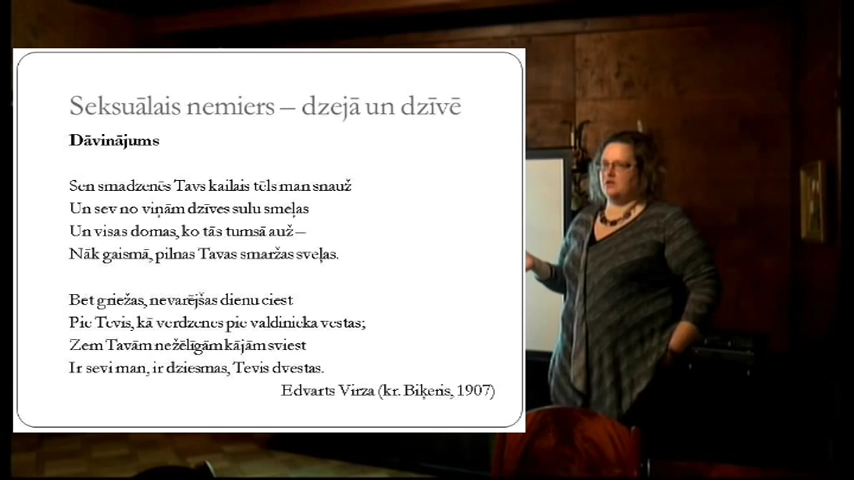 Seksuālais nemiers – dzejā un dzīvē
Dāvinājums
Sen smadzenēs Tavs kailais tēls man snauž
Un sev no viņām dzīves sulu smeļas
Un visas domas, ko tās tumsā auž –
Nāk gaismā, pilnas Tavas smaržas sveļas.
Bet griežas, nevarējšas dienu ciest
Pie Tevis, kā verdzenes pie valdinieka vestas;
Zem Tavām nežēlīgām kājām sviest
Ir sevi man, ir dziesmas, Tevis dvestas.
Edvarts Virza (kr. Biķeris, 1907)